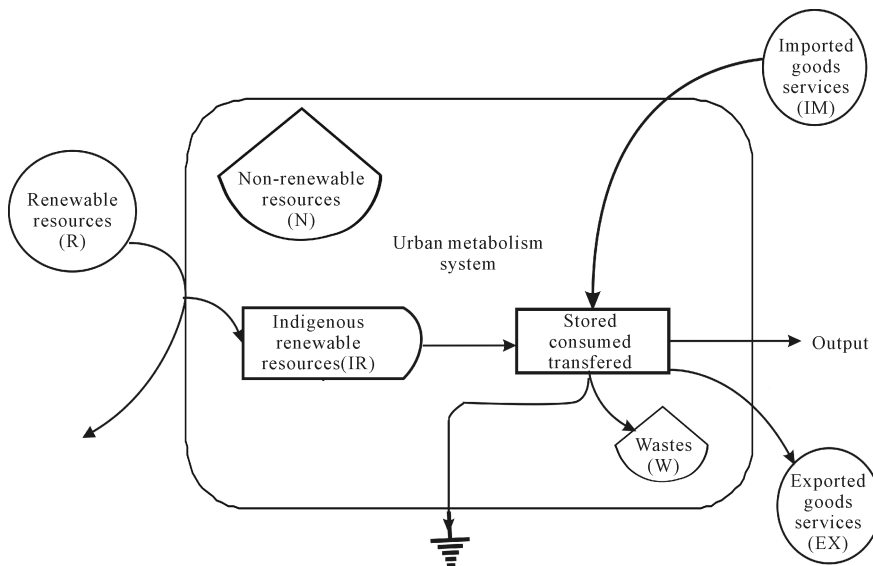 Imported
goods
services
(IM)
Non-renewable
resources
(N)
Renewable
resources
(R)
Urban metabolism
system
Indigenous
renewable
resources(IR)
Stored
consumed
transfered
Output
Wastes
(W)
Exported
goods
services
(EX)